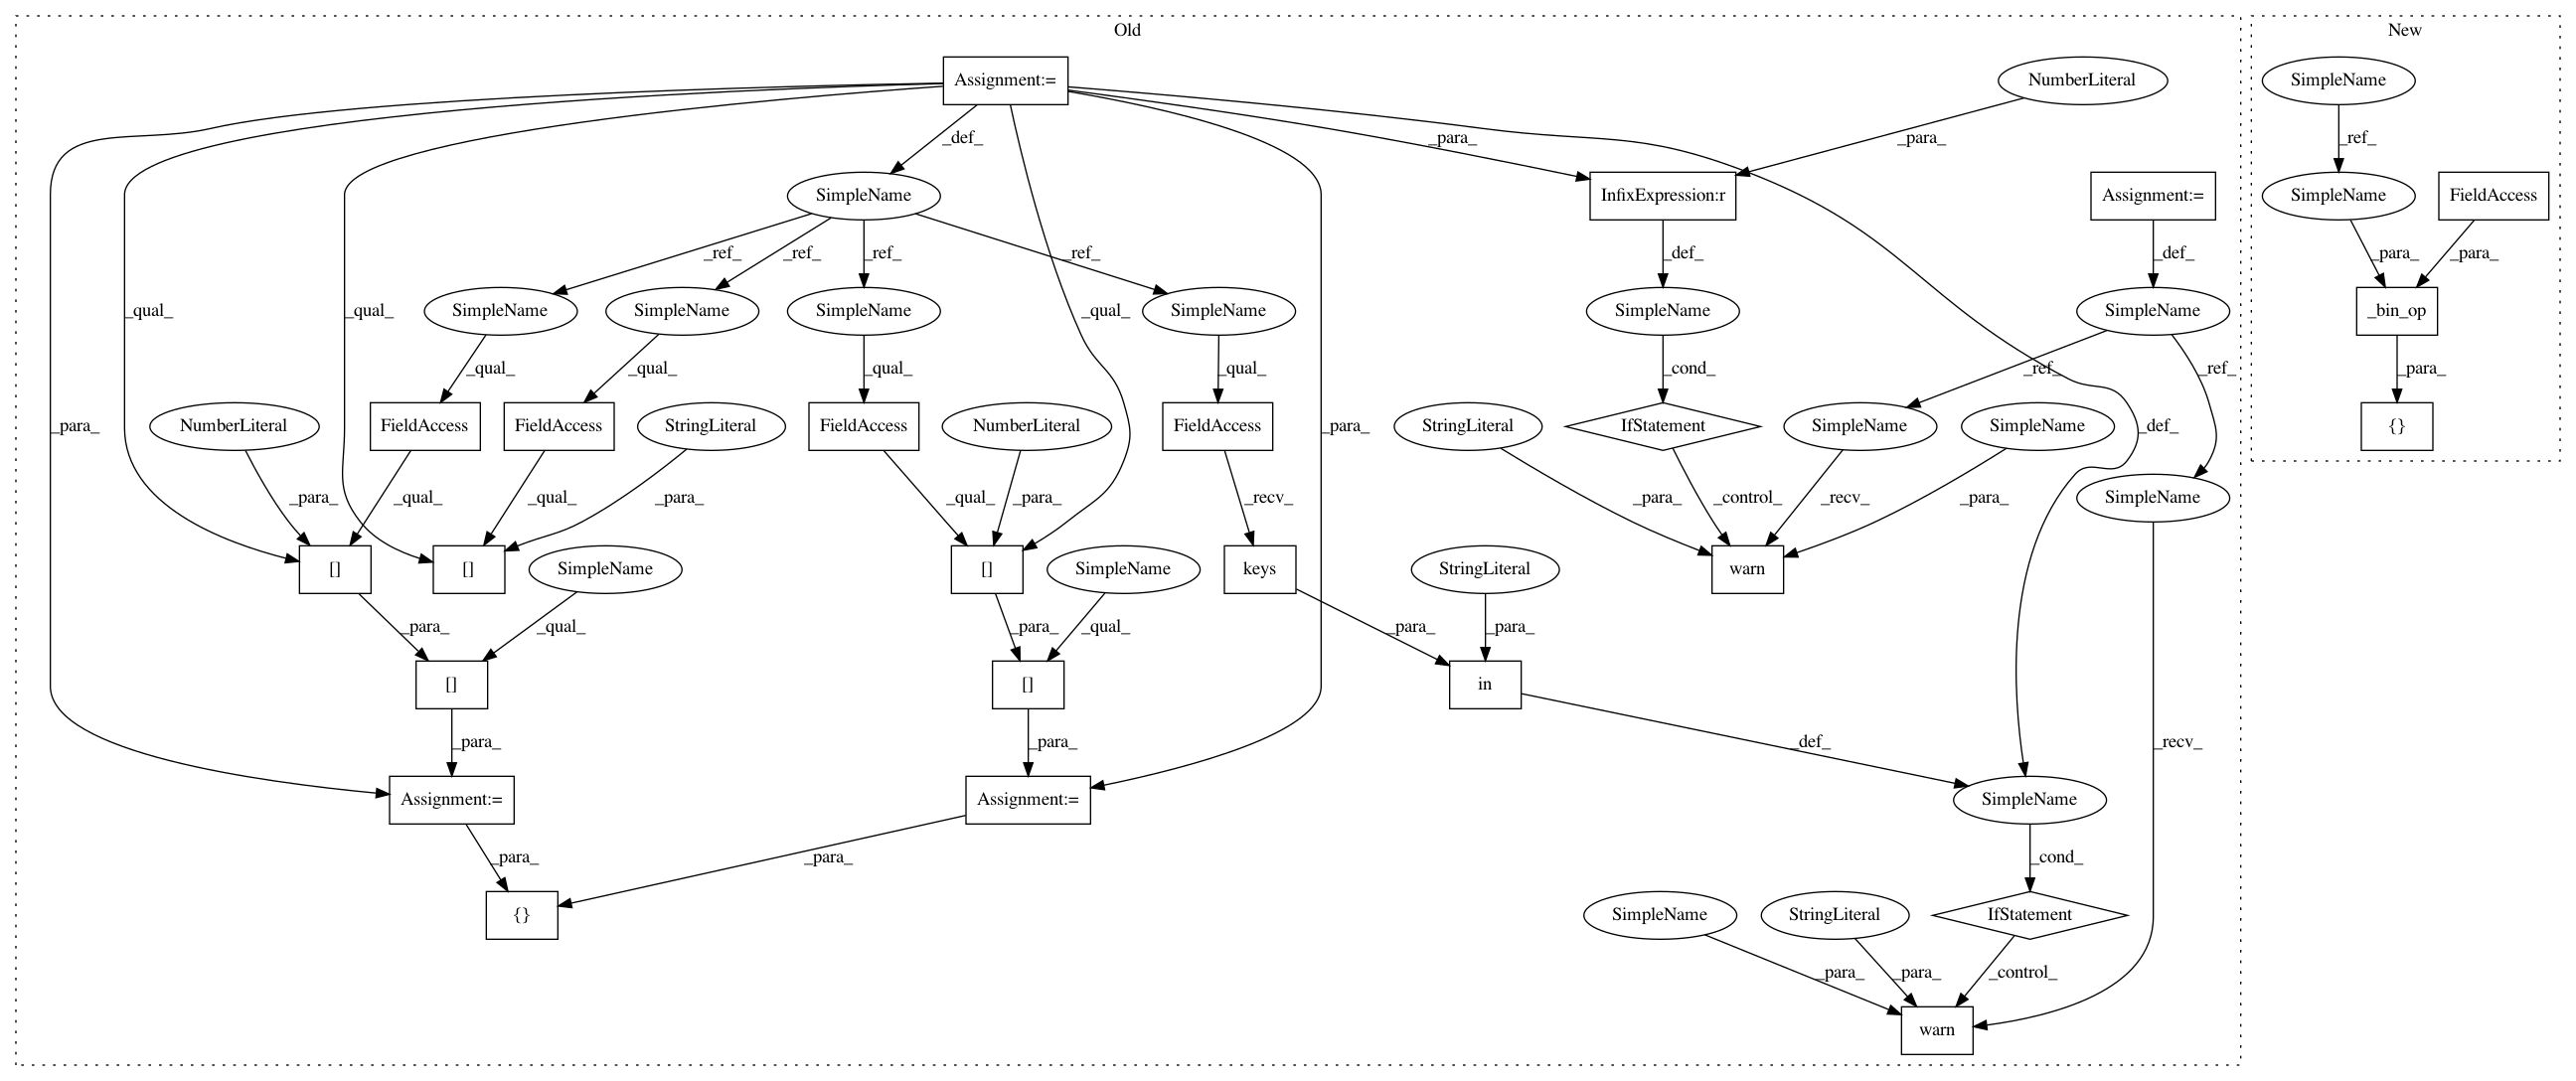 Old
New
Assignment:=
NumberLiteral
SimpleName
_def_
_para_
_para_
_ref_
SimpleName
InfixExpression:r
Assignment:=
SimpleName
FieldAccess
_ref_
_ref_
_ref_
_ref_
_def_
_def_
_para_
_para_
_qual_
_qual_
SimpleName
SimpleName
SimpleName
_qual_
SimpleName
SimpleName
SimpleName
_bin_op
_qual_
_qual_
_qual_
_qual_
_cond_
_ref_
_ref_
_para_
_para_
NumberLiteral
FieldAccess
FieldAccess
StringLiteral
FieldAccess
NumberLiteral
FieldAccess
_para_
StringLiteral
IfStatement
SimpleName
SimpleName
_def_
{}
_para_
_qual_
_qual_
_para_
_qual_
_para_
_recv_
_para_
_control_
_recv_
_para_
SimpleName
[]
[]
SimpleName
[]
SimpleName
keys
StringLiteral
warn
_para_
_qual_
_para_
_qual_
_para_
_para_
[]
[]
in
_para_
_para_
_def_
_recv_
Assignment:=
Assignment:=
SimpleName
_para_
_para_
_cond_
{}
SimpleName
StringLiteral
IfStatement
_para_
_para_
_control_
warn